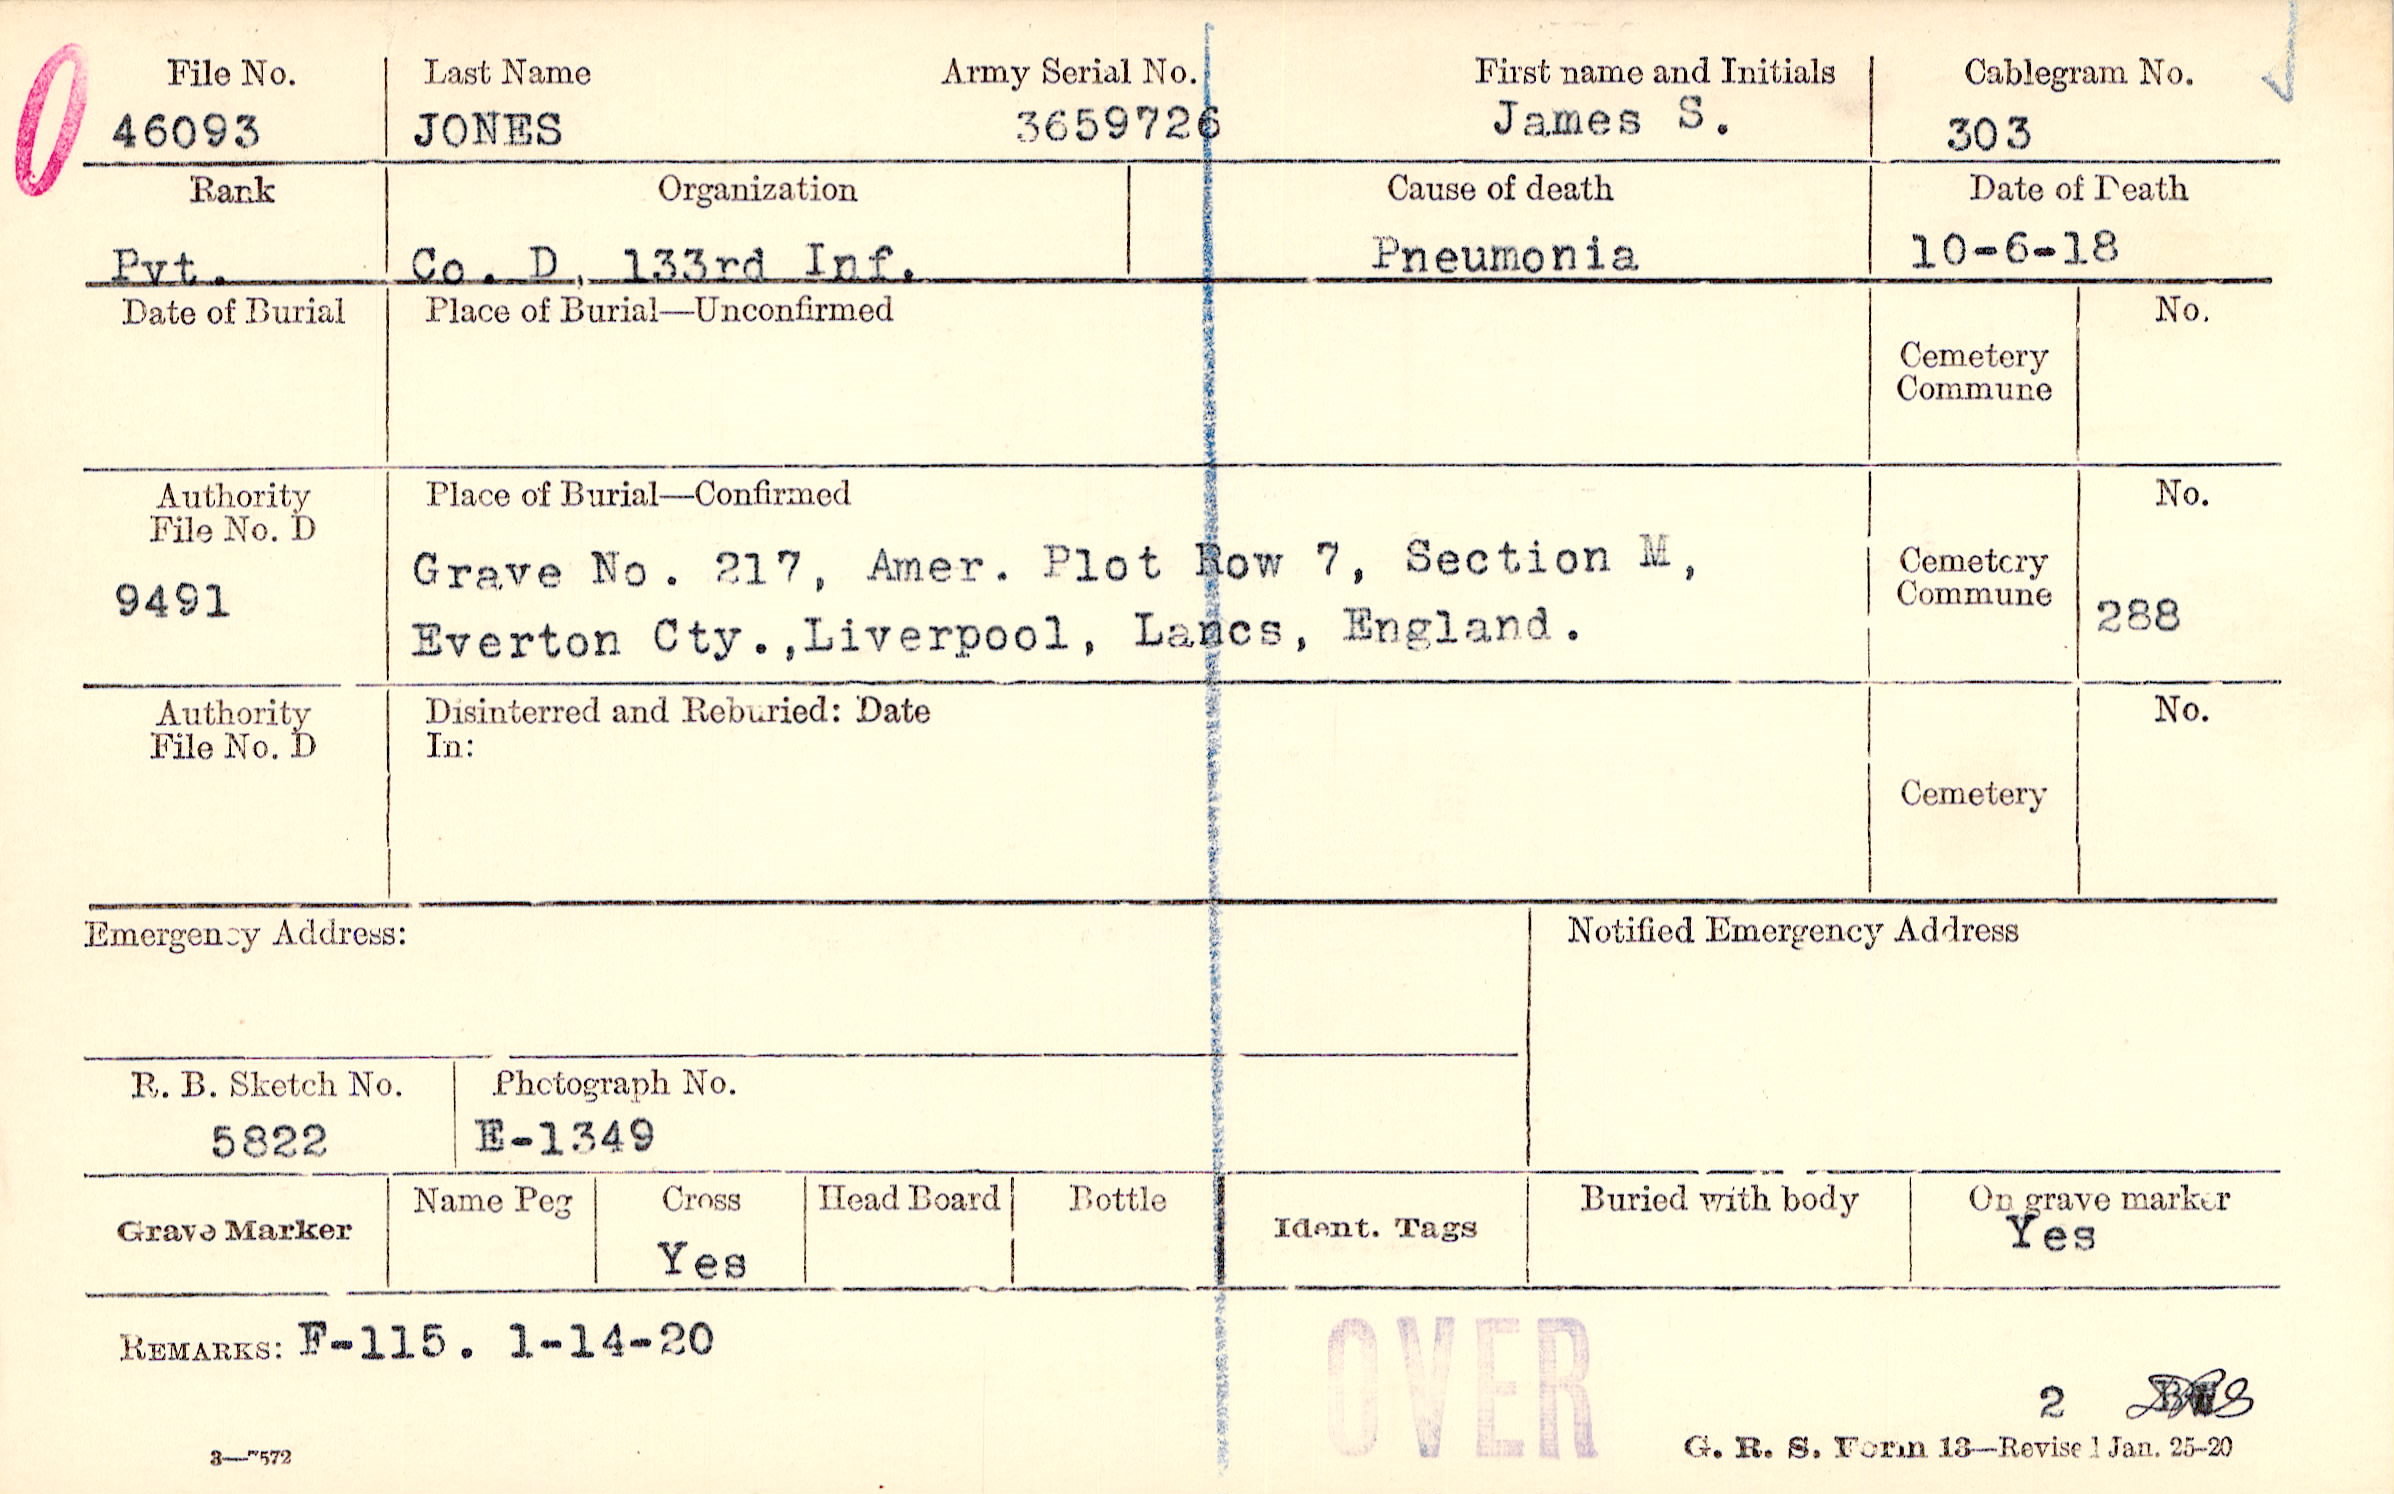 File No. Last Name Army Serial No. First name and Initials Cablegram No.
46093 JONES 3659726 James S. 303
Rank Organization Cause of death Date of Death
Pvt. Co. D, 133rd Inf. Pneumonia 10-6-18
Date of Burial Place of Burial—Unconfirmed No.
Cemetery
Commune
Authority Place of Burial—Confirmed No.
File No. D
9491
Grave No. 217, Amer. Plot Row 7, Section M,
Everton Cty.,Liverpool, Lancs, England.
Cemetery
Commune
288
Authority Disinterred and Reburied: Date No.
File No. D In:
Cemetery
Emergency Address: Notified Emergency Address
R. B. Sketch No. Photograph No.
5822 E-1349
Grave Marker Name Peg Cross Head Board Bottle Ident. Tags Buried with body On grave marker
Yes Yes
REMARKS: F-115. 1-14-20
OVER
2
3—7572 G. R. S. Form 13—Revised Jan. 25-20